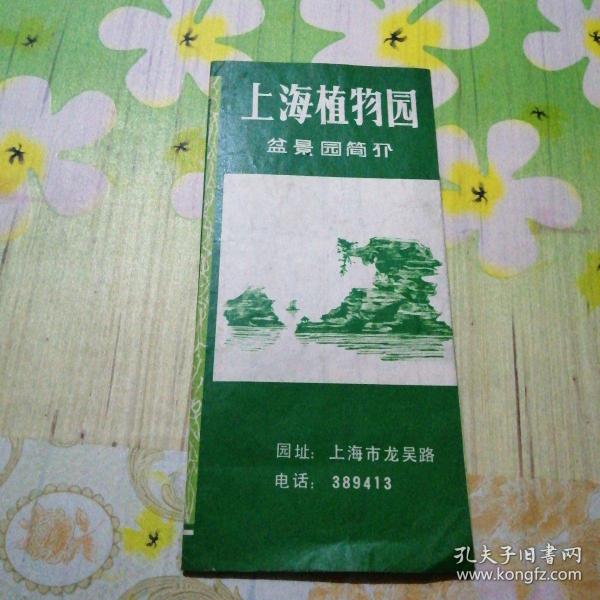 上海植物园
盆景园简介
园址：上海市龙吴路
电话：389413
孔夫子旧書网
www.kongfz.com